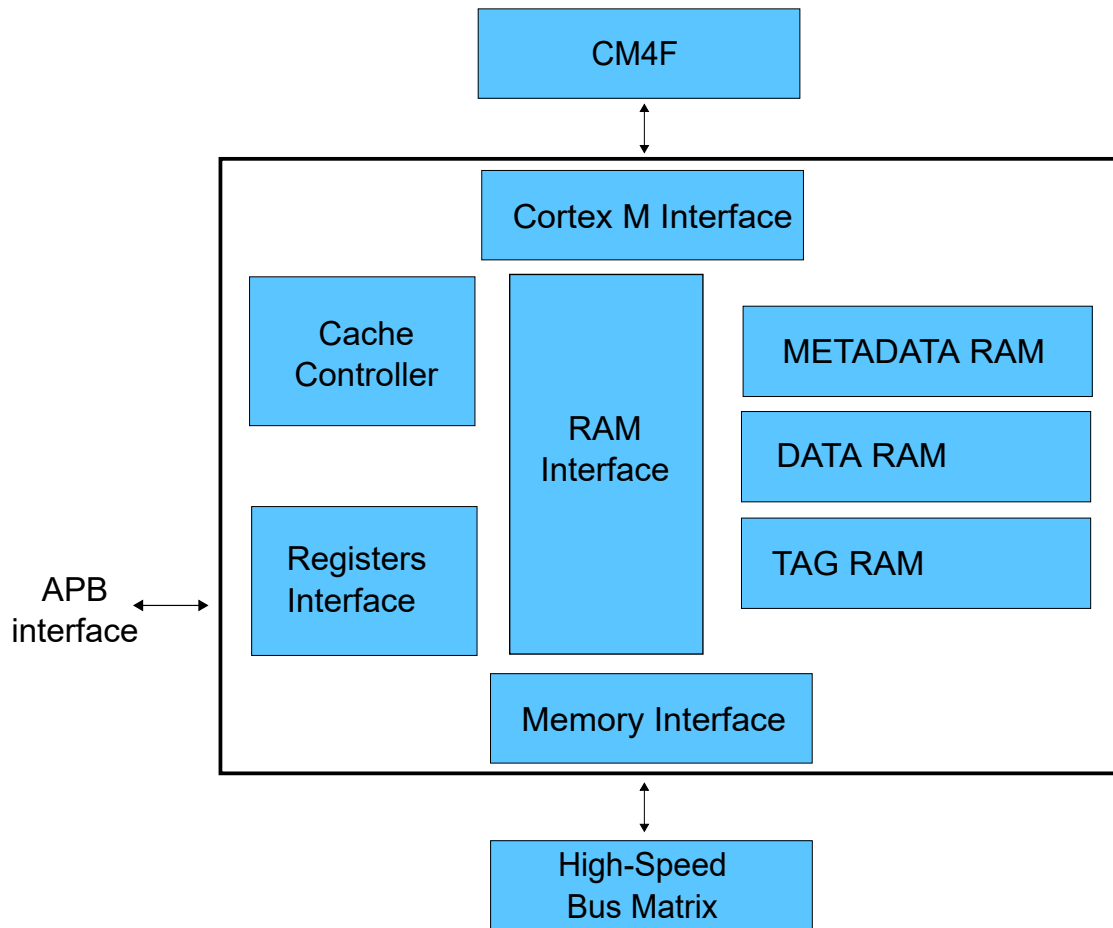 CM4F
Cortex M Interface
Cache
Controller
RAM
Interface
METADATA RAM
DATA RAM
TAG RAM
Registers
Interface
APB
interface
Memory Interface
High-Speed
Bus Matrix